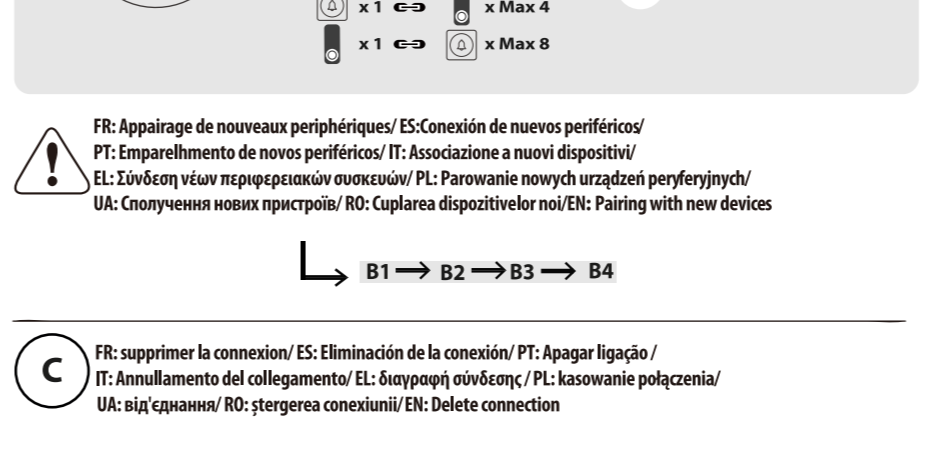 x 1 x Max 4
x 1 x Max 8
FR: Appairage de nouveaux periphériques/ ES:Conexión de nuevos periféricos/
PT: Emparelhmento de novos periféricos/ IT: Associazione a nuovi dispositivi/
EL: Σύνδεση νέων περιφερειακών συσκευών/ PL: Parowanie nowych urządzeń peryferyjnych/
UA: Сполучення нових пристроїв/ RO: Cuplarea dispozitivelor noi/EN: Pairing with new devices
B1 → B2 → B3 → B4
C
FR: supprimer la connexion/ ES: Eliminación de la conexión/ PT: Apagar ligação /
IT: Annullamento del collegamento/ EL: διαγραφή σύνδεσης / PL: kasowanie połączenia/
UA: від'єднання/ RO: ștergerea conexiunii/EN: Delete connection